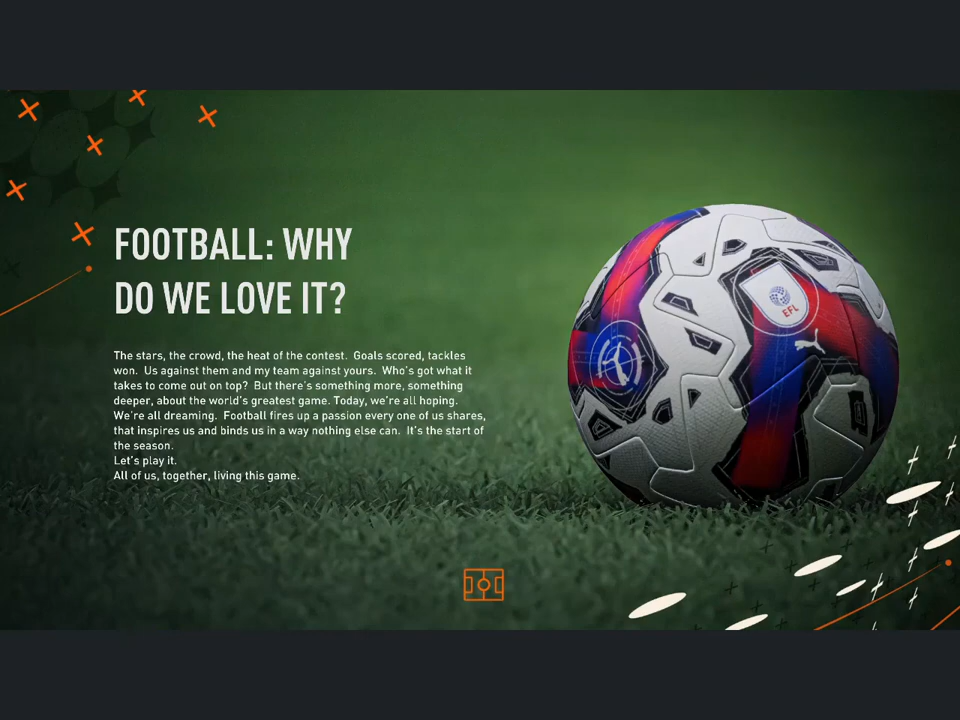 FOOTBALL: WHY
DO WE LOVE IT?
The stars, the crowd, the heat of the contest.  Goals scored, tackles
won.  Us against them and my team against yours.  Who's got what it
takes to come out on top?  But there's something more, something
deeper, about the world's greatest game. Today, we're all hoping.
We're all dreaming.  Football fires up a passion every one of us shares,
that inspires us and binds us in a way nothing else can.  It's the start of
the season.
Let's play it.
All of us, together, living this game.
EFL